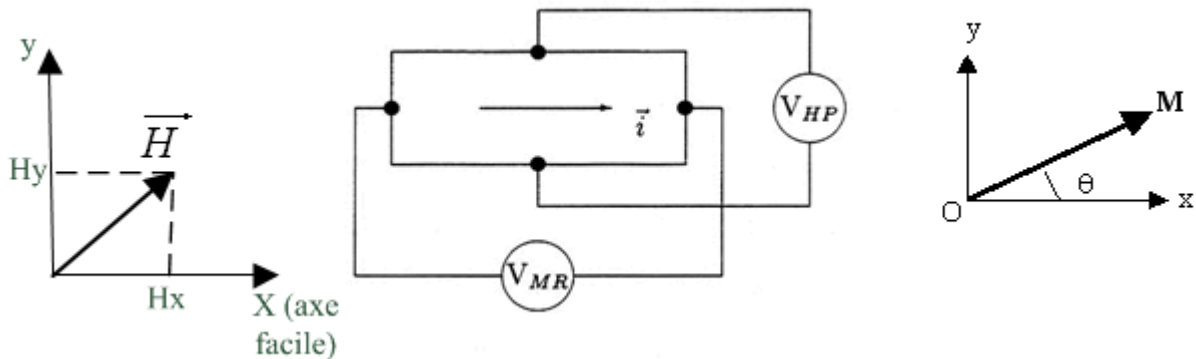 y
H
Hy
Hx
X (axe
facile)
i
V_HP
V_MR
y
M
θ
O
x